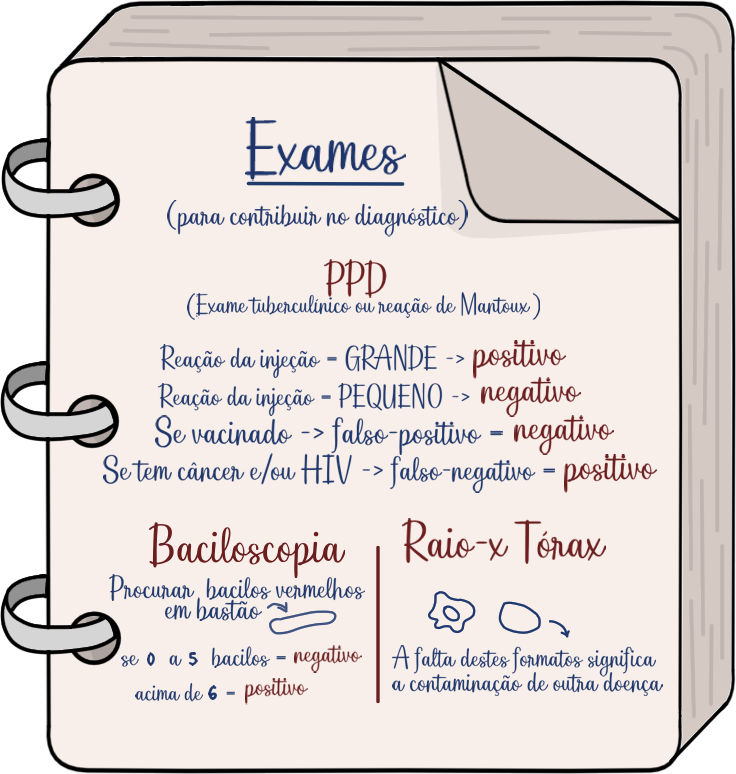 Exames
(para contribuir no diagnóstico)
PPD
(Exame tuberculínico ou reação de Mantoux)
Reação da injeção = GRANDE -> positivo
Reação da injeção = PEQUENO -> negativo
Se vacinado -> falso-positivo = negativo
Se tem câncer e/ou HIV -> falso-negativo = positivo
Baciloscopia
Procurar bacilos vermelhos
em bastão
se 0 a 5 bacilos = negativo
acima de 6 = positivo
Raio-x Tórax
A falta destes formatos significa
a contaminação de outra doença